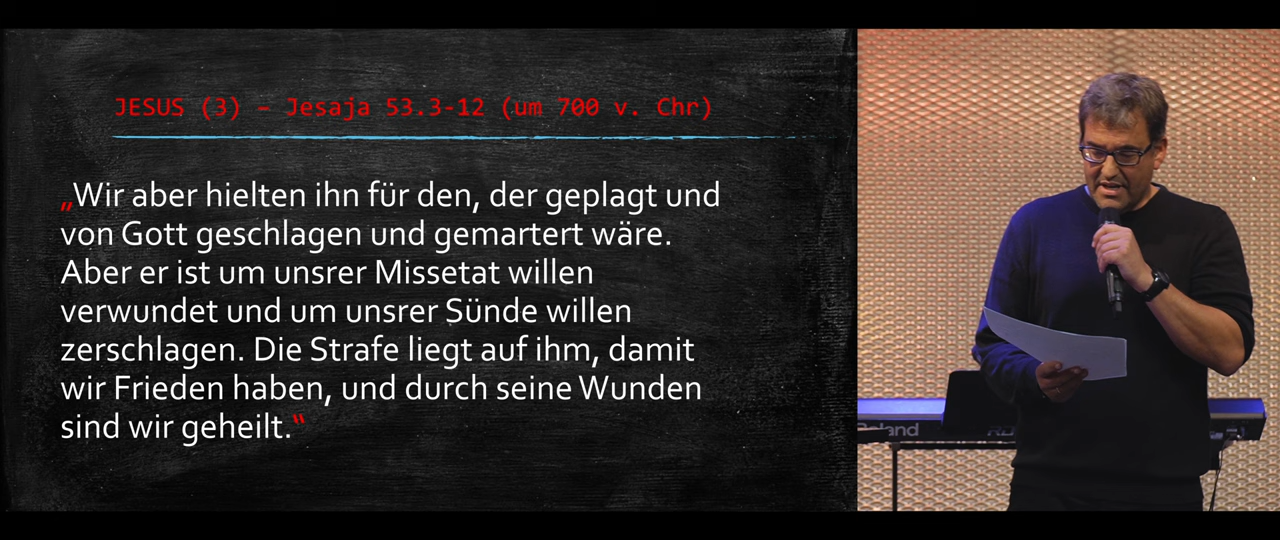 JESUS (3) – Jesaja 53.3-12 (um 700 v. Chr)
„Wir aber hielten ihn für den, der geplagt und
von Gott geschlagen und gemartert wäre.
Aber er ist um unsrer Missetat willen
verwundet und um unsrer Sünde willen
zerschlagen. Die Strafe liegt auf ihm, damit
wir Frieden haben, und durch seine Wunden
sind wir geheilt.“
Roland
RD